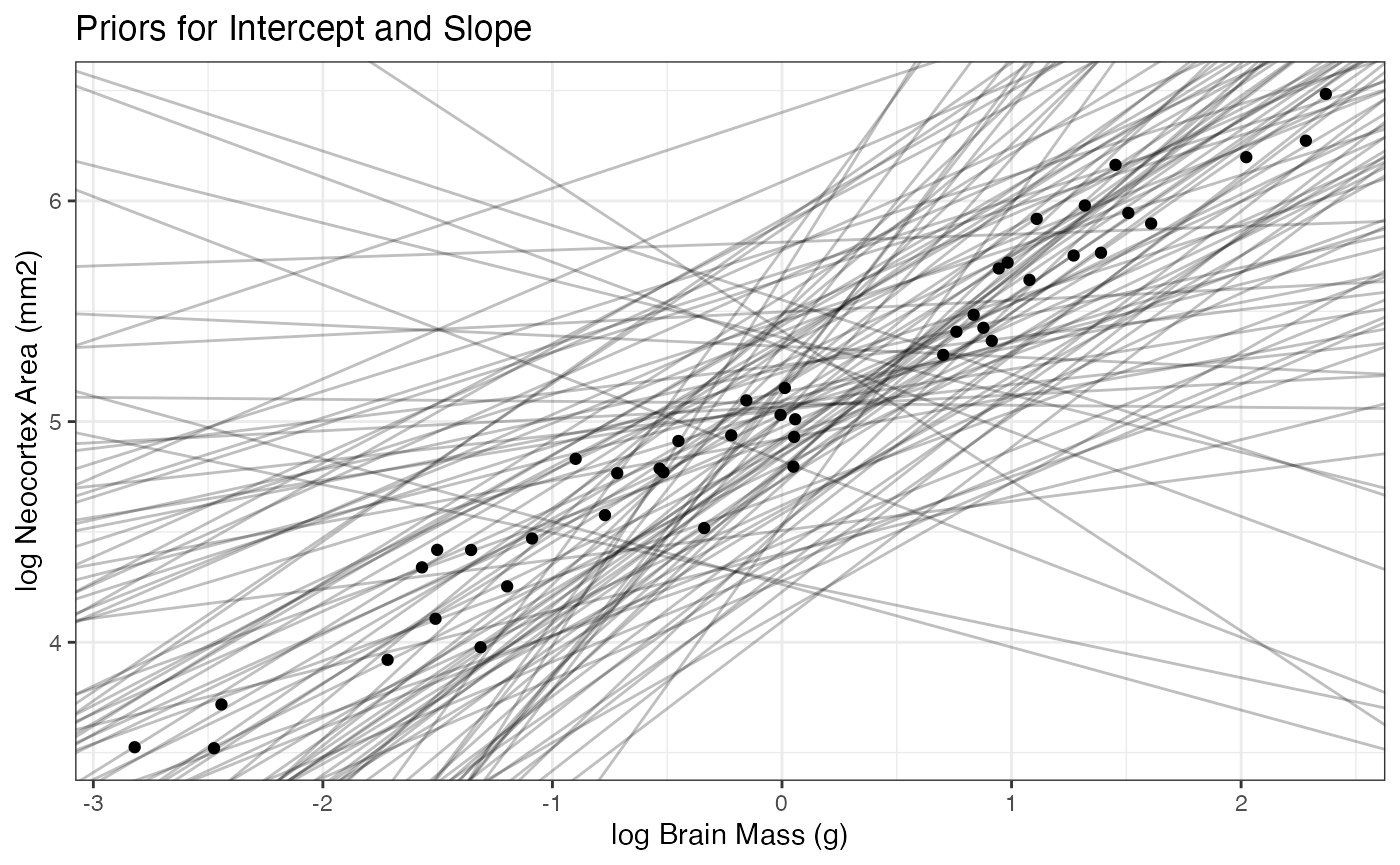 Priors for Intercept and Slope
log Neocortex Area (mm2)
6
5
4
-3 -2 -1 0 1 2
log Brain Mass (g)